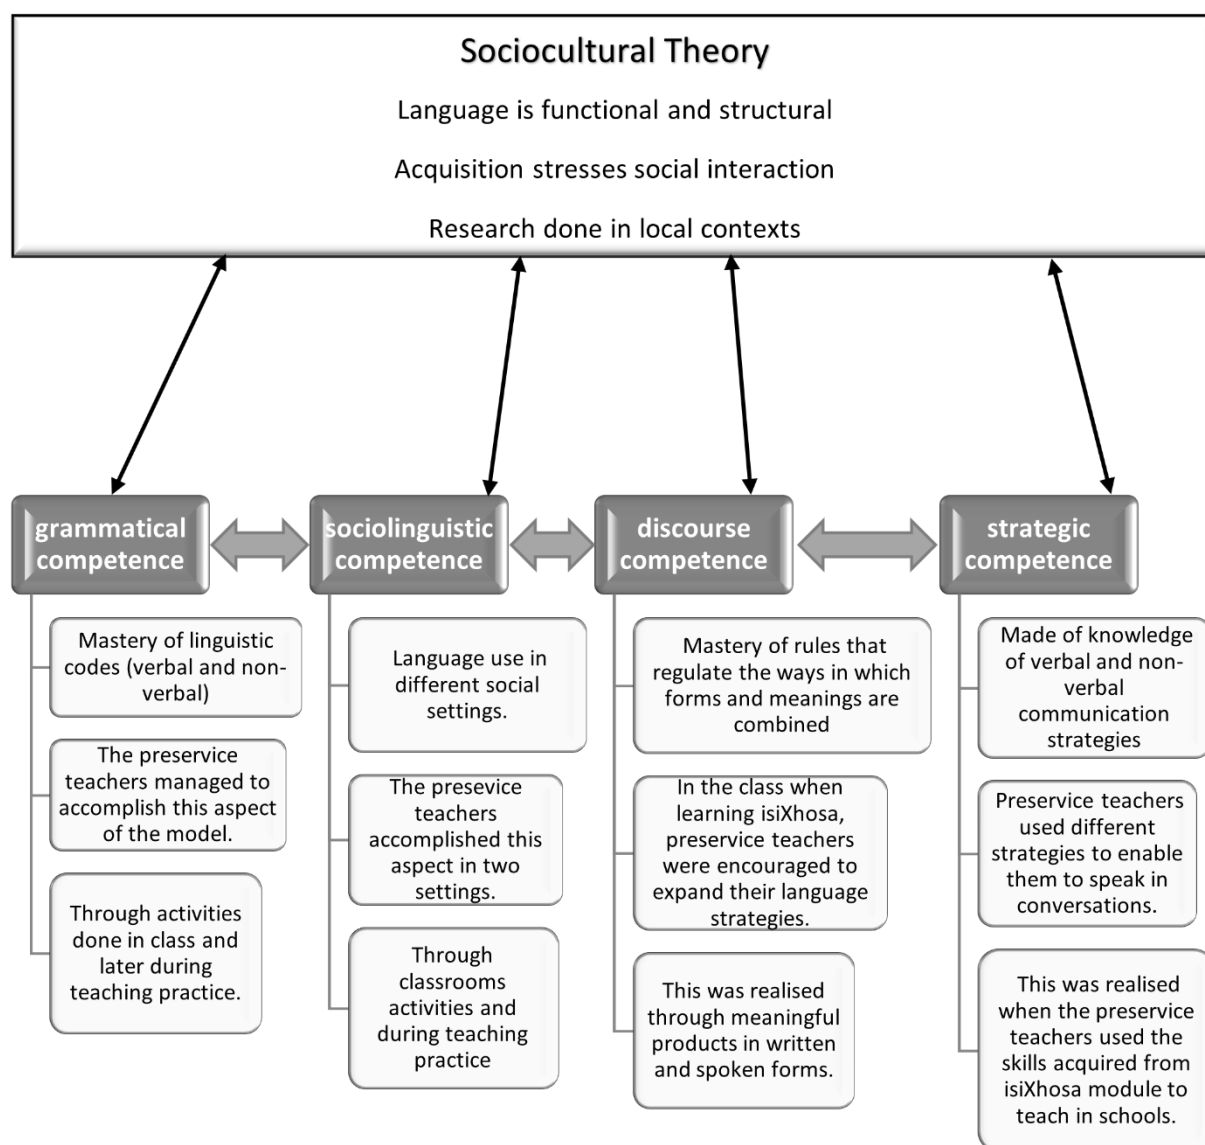 Sociocultural Theory
Language is functional and structural
Acquisition stresses social interaction
Research done in local contexts
grammatical
competence
Mastery of linguistic
codes (verbal and non-
verbal)
The preservice
teachers managed to
accomplish this aspect
of the model.
Through activities
done in class and
later during
teaching practice.
sociolinguistic
competence
Language use in
different social
settings.
The presevice
teachers
accomplished this
aspect in two
settings.
Through
classrooms
activities and
during teaching
practice
discourse
competence
Mastery of rules that
regulate the ways in which
forms and meanings are
combined
In the class when
learning isiXhosa,
preservice teachers
were encouraged to
expand their language
strategies.
This was realised
through meaningful
products in written
and spoken forms.
strategic
competence
Made of knowledge
of verbal and non-
verbal
communication
strategies
Preservice teachers
used different
strategies to enable
them to speak in
conversations.
This was realised
when the preservice
teachers used the
skills acquired from
isiXhosa module to
teach in schools.